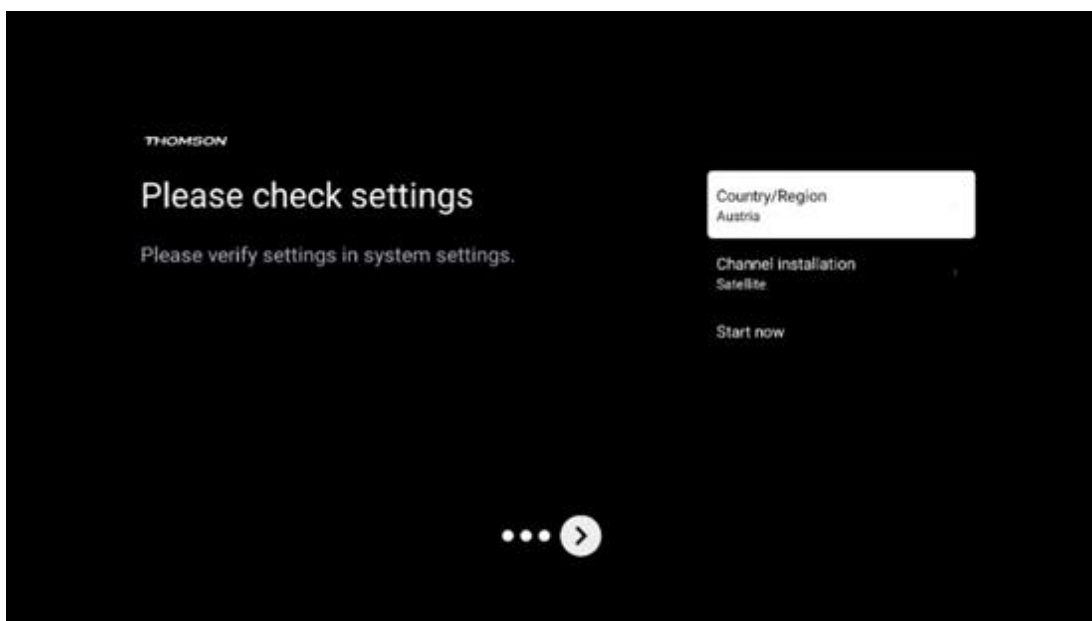 THOMSON
Please check settings
Please verify settings in system settings.
Country/Region
Austria
Channel installation
Satellite
Start now